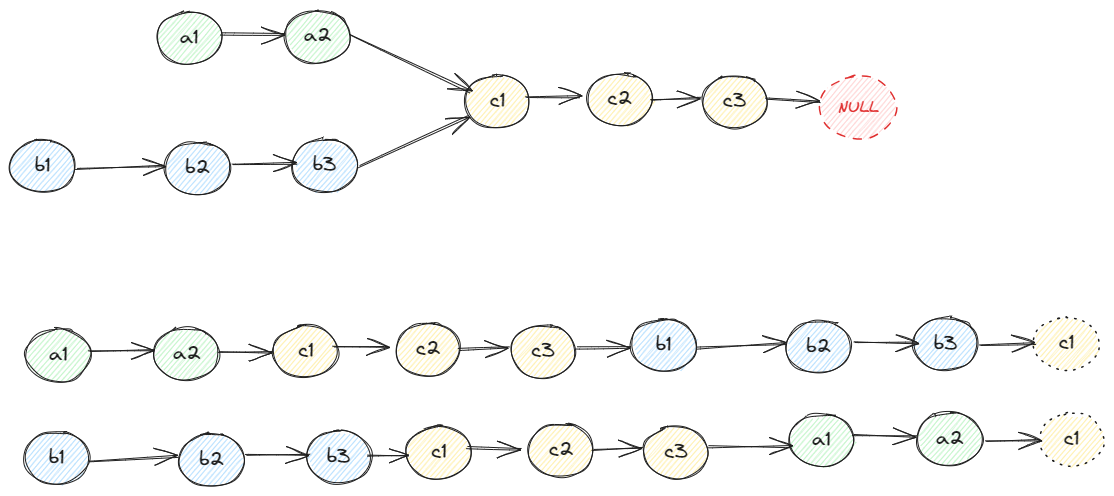 a1 a2
c1 c2 c3 NULL
b1 b2 b3
a1 a2 c1 c2 c3 b1 b2 b3 c1
b1 b2 b3 c1 c2 c3 a1 a2 c1